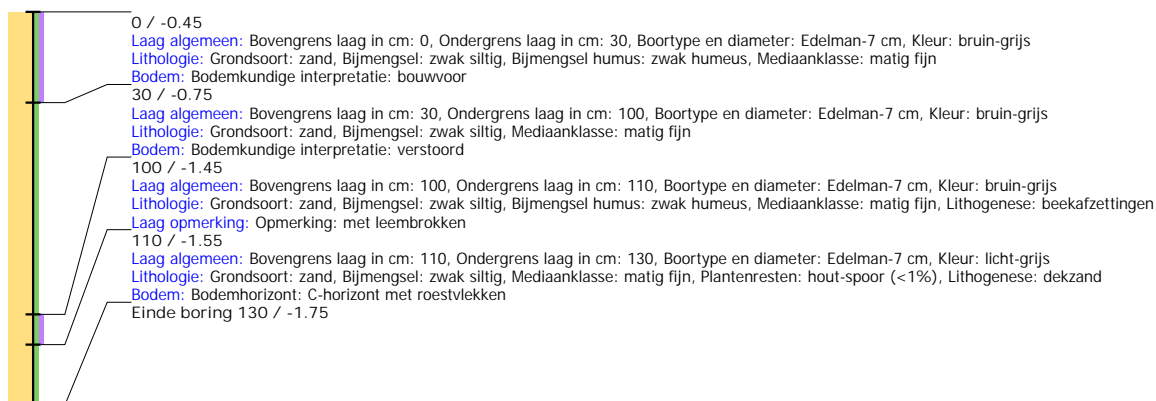 0 / -0.45
Laag algemeen: Bovengrens laag in cm: 0, Ondergrens laag in cm: 30, Boortype en diameter: Edelman-7 cm, Kleur: bruin-grijs
Lithologie: Grondsoort: zand, Bijmengsel: zwak siltig, Bijmengsel humus: zwak humeus, Mediaanklasse: matig fijn
Bodem: Bodemkundige interpretatie: bouwvoor
30 / -0.75
Laag algemeen: Bovengrens laag in cm: 30, Ondergrens laag in cm: 100, Boortype en diameter: Edelman-7 cm, Kleur: bruin-grijs
Lithologie: Grondsoort: zand, Bijmengsel: zwak siltig, Mediaanklasse: matig fijn
Bodem: Bodemkundige interpretatie: verstoord
100 / -1.45
Laag algemeen: Bovengrens laag in cm: 100, Ondergrens laag in cm: 110, Boortype en diameter: Edelman-7 cm, Kleur: bruin-grijs
Lithologie: Grondsoort: zand, Bijmengsel: zwak siltig, Bijmengsel humus: zwak humeus, Mediaanklasse: matig fijn, Lithogenese: beekafzettingen
Laag opmerking: Opmerking: met leembrokken
110 / -1.55
Laag algemeen: Bovengrens laag in cm: 110, Ondergrens laag in cm: 130, Boortype en diameter: Edelman-7 cm, Kleur: licht-grijs
Lithologie: Grondsoort: zand, Bijmengsel: zwak siltig, Mediaanklasse: matig fijn, Plantenresten: hout-spoor (<1%), Lithogenese: dekzand
Bodem: Bodemhorizont: C-horizont met roestvlekken
Einde boring 130 / -1.75